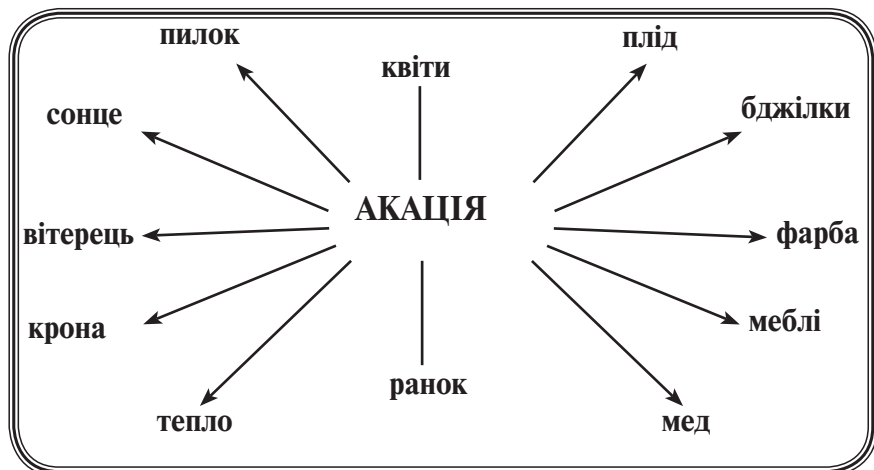 пилок
плід
квіти
сонце
бджілки
АКАЦІЯ
вітерець
фарба
крона
меблі
ранок
тепло
мед